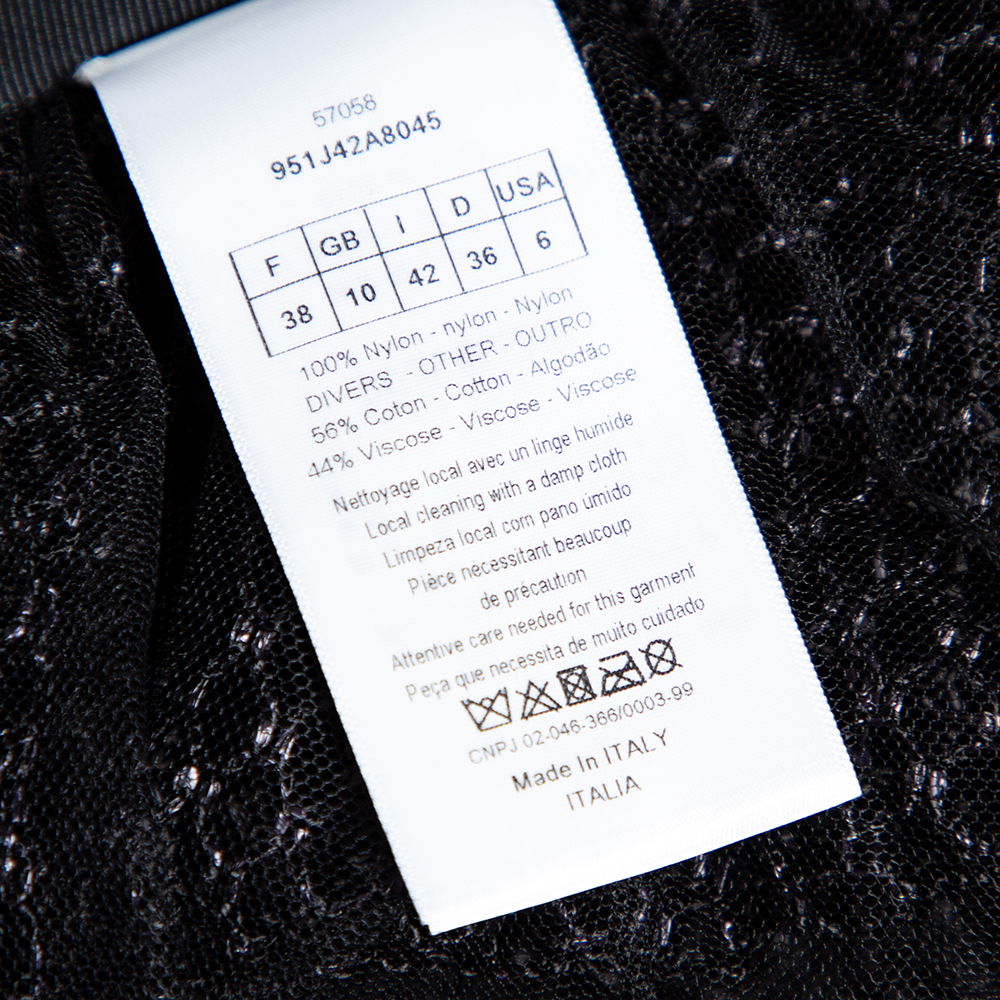 57058
951J42A8045
F GB I D USA
38 10 42 36 6
100% Nylon - nylon - Nylon
DIVERS - OTHER - OUTRO
56% Coton - Cotton - Algodão
44% Viscose - Viscose - Viscose
Nettoyage local avec un linge humide
Local cleaning with a damp cloth
Limpeza local com pano úmido
Pièce necessitant beaucoup
de précaution
Attentive care needed for this garment
Peça que necessita de muito cuidado
CNPJ 02-046-366/0003-99
Made In ITALY
ITALIA